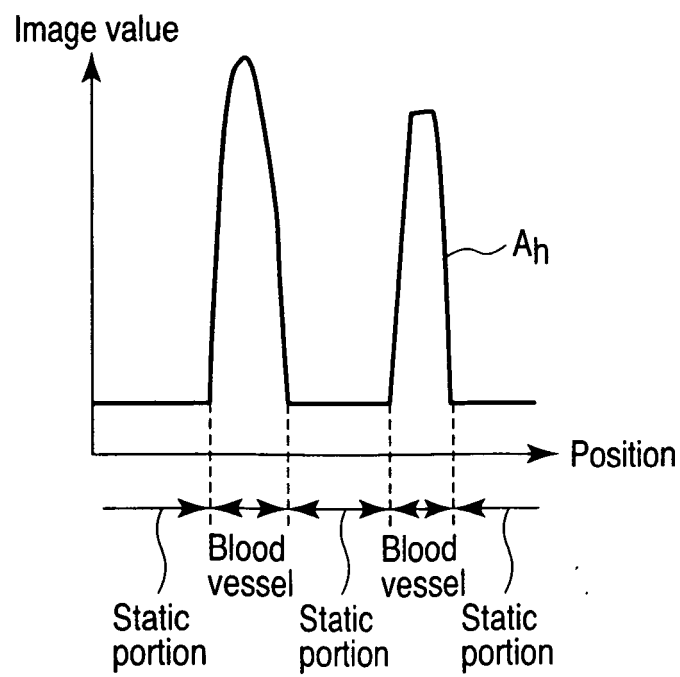 Image value
Ah
Position
Blood
vessel
Blood
vessel
Static
portion
Static
portion
Static
portion